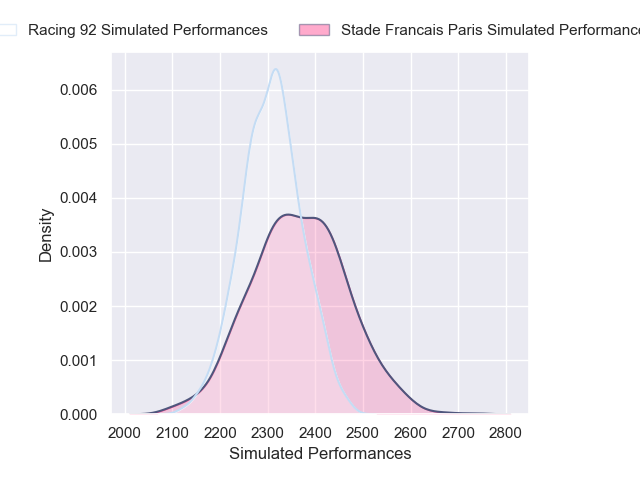 Racing 92 Simulated Performances
Stade Francais Paris Simulated Performance
0.006
0.005
0.004
0.003
0.002
0.001
0.000
Density
2000 2100 2200 2300 2400 2500 2600 2700 2800
Simulated Performances